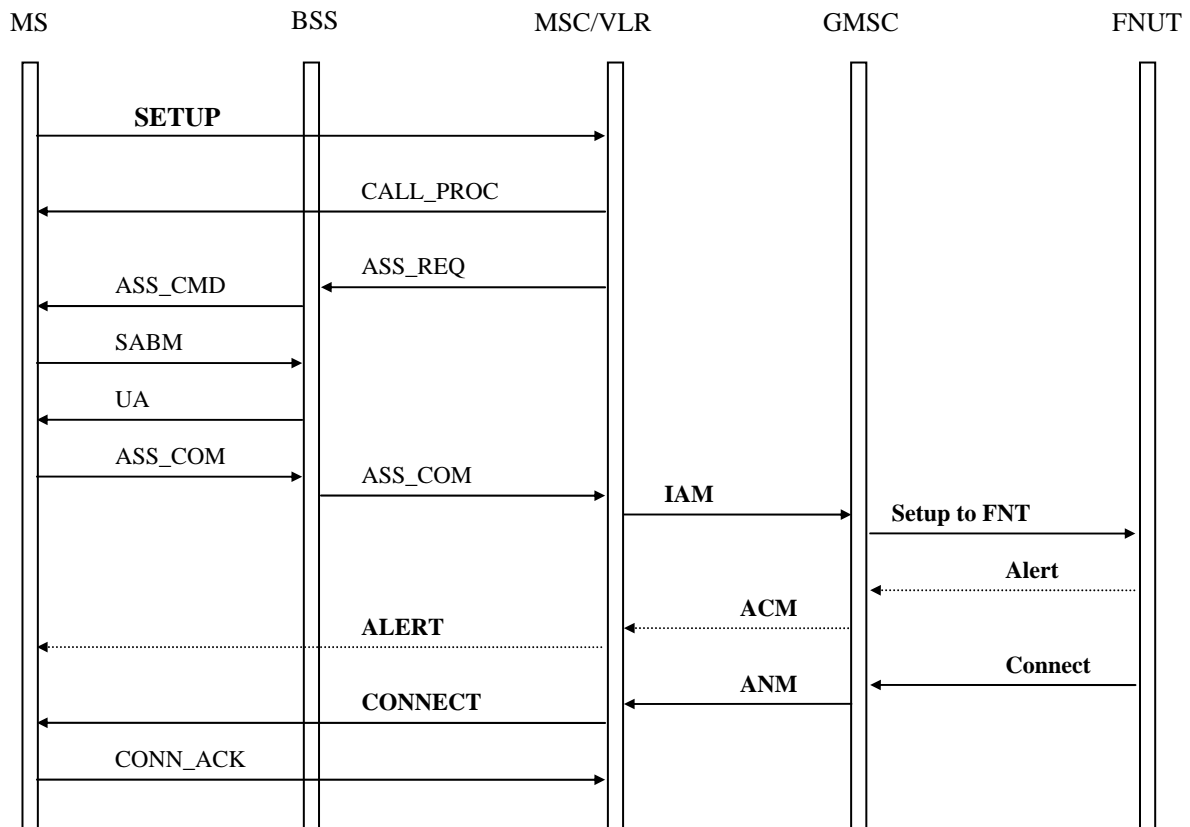 MS BSS MSC/VLR GMSC FNUT
SETUP
CALL_PROC
ASS_REQ
ASS_CMD
SABM
UA
ASS_COM
ASS_COM
IAM
Setup to FNT
Alert
ACM
ALERT
Connect
ANM
CONNECT
CONN_ACK